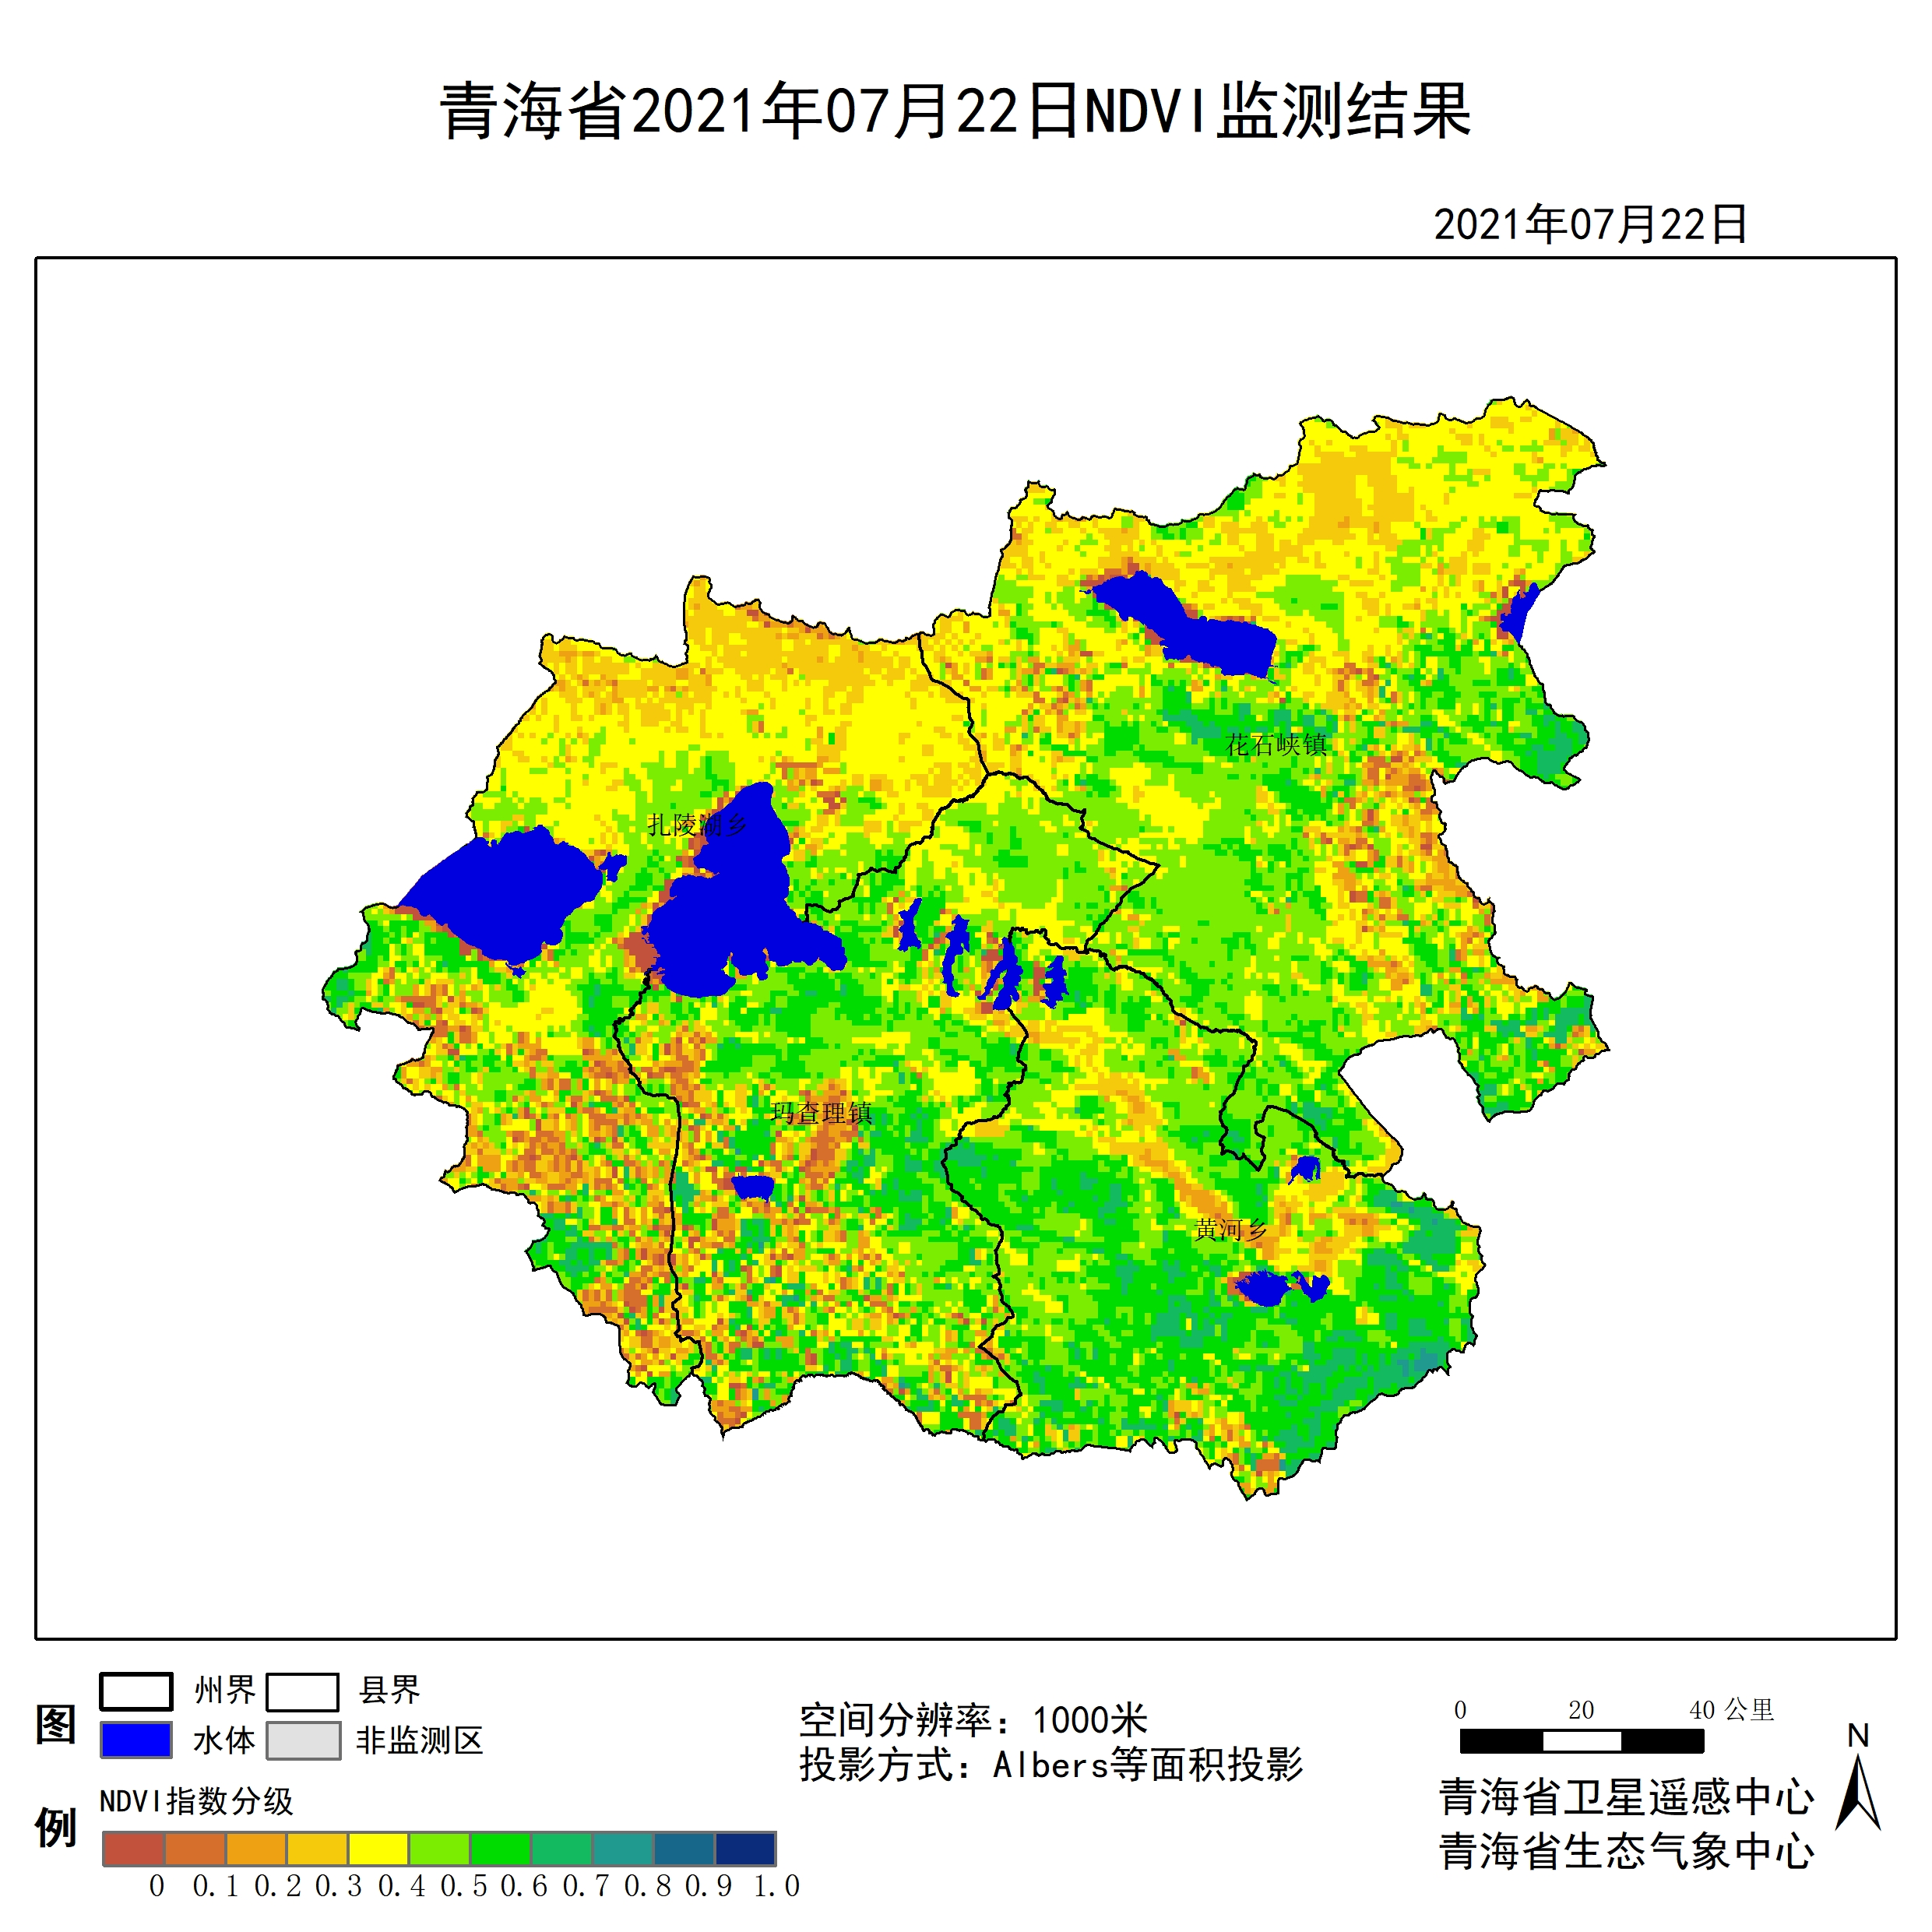 青海省2021年07月22日NDVI监测结果
2021年07月22日
花石峡镇
扎陵湖乡
玛查理镇
黄河乡
图例
州界 县界
水体 非监测区
NDVI指数分级
0 0.1 0.2 0.3 0.4 0.5 0.6 0.7 0.8 0.9 1.0
空间分辨率：1000米
投影方式：Albers等面积投影
0 20 40 公里
N
青海省卫星遥感中心
青海省生态气象中心